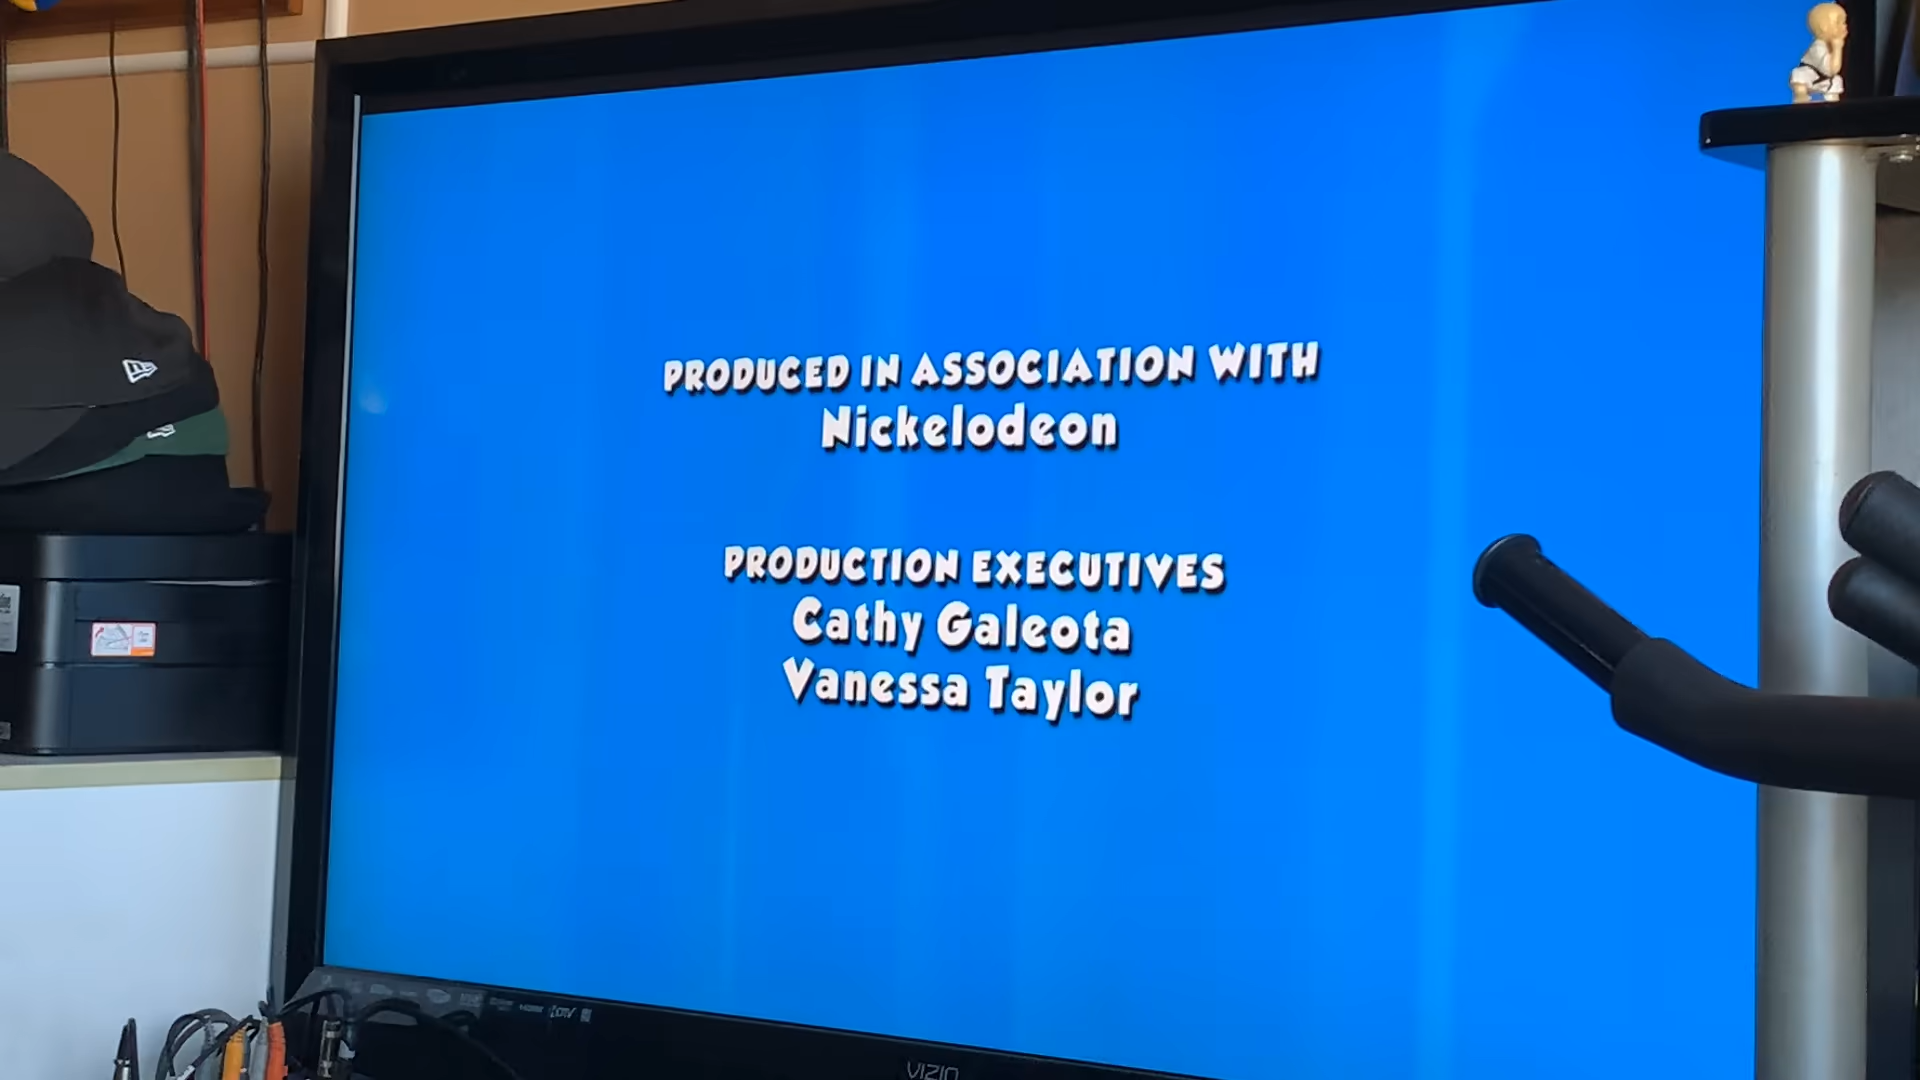 PRODUCED IN ASSOCIATION WITH
Nickelodeon
PRODUCTION EXECUTIVES
Cathy Galeota
Vanessa Taylor
VIZIO